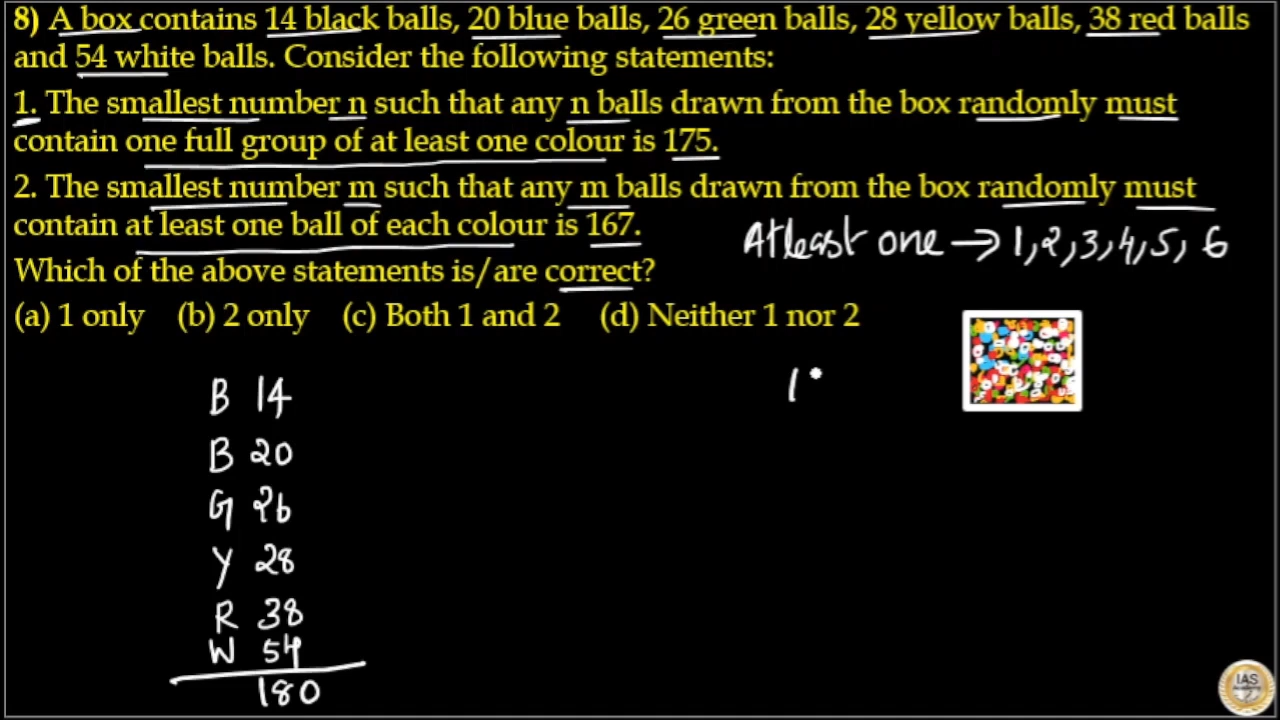 8) A box contains 14 black balls, 20 blue balls, 26 green balls, 28 yellow balls, 38 red balls
and 54 white balls. Consider the following statements:
1. The smallest number n such that any n balls drawn from the box randomly must
contain one full group of at least one colour is 175.
2. The smallest number m such that any m balls drawn from the box randomly must
contain at least one ball of each colour is 167.
Atleast one → 1,2,3,4,5, 6
Which of the above statements is/are correct?
(a) 1 only (b) 2 only (c) Both 1 and 2 (d) Neither 1 nor 2
B 14
B 20
G 26
Y 28
R 38
W 54
180
1
IAS